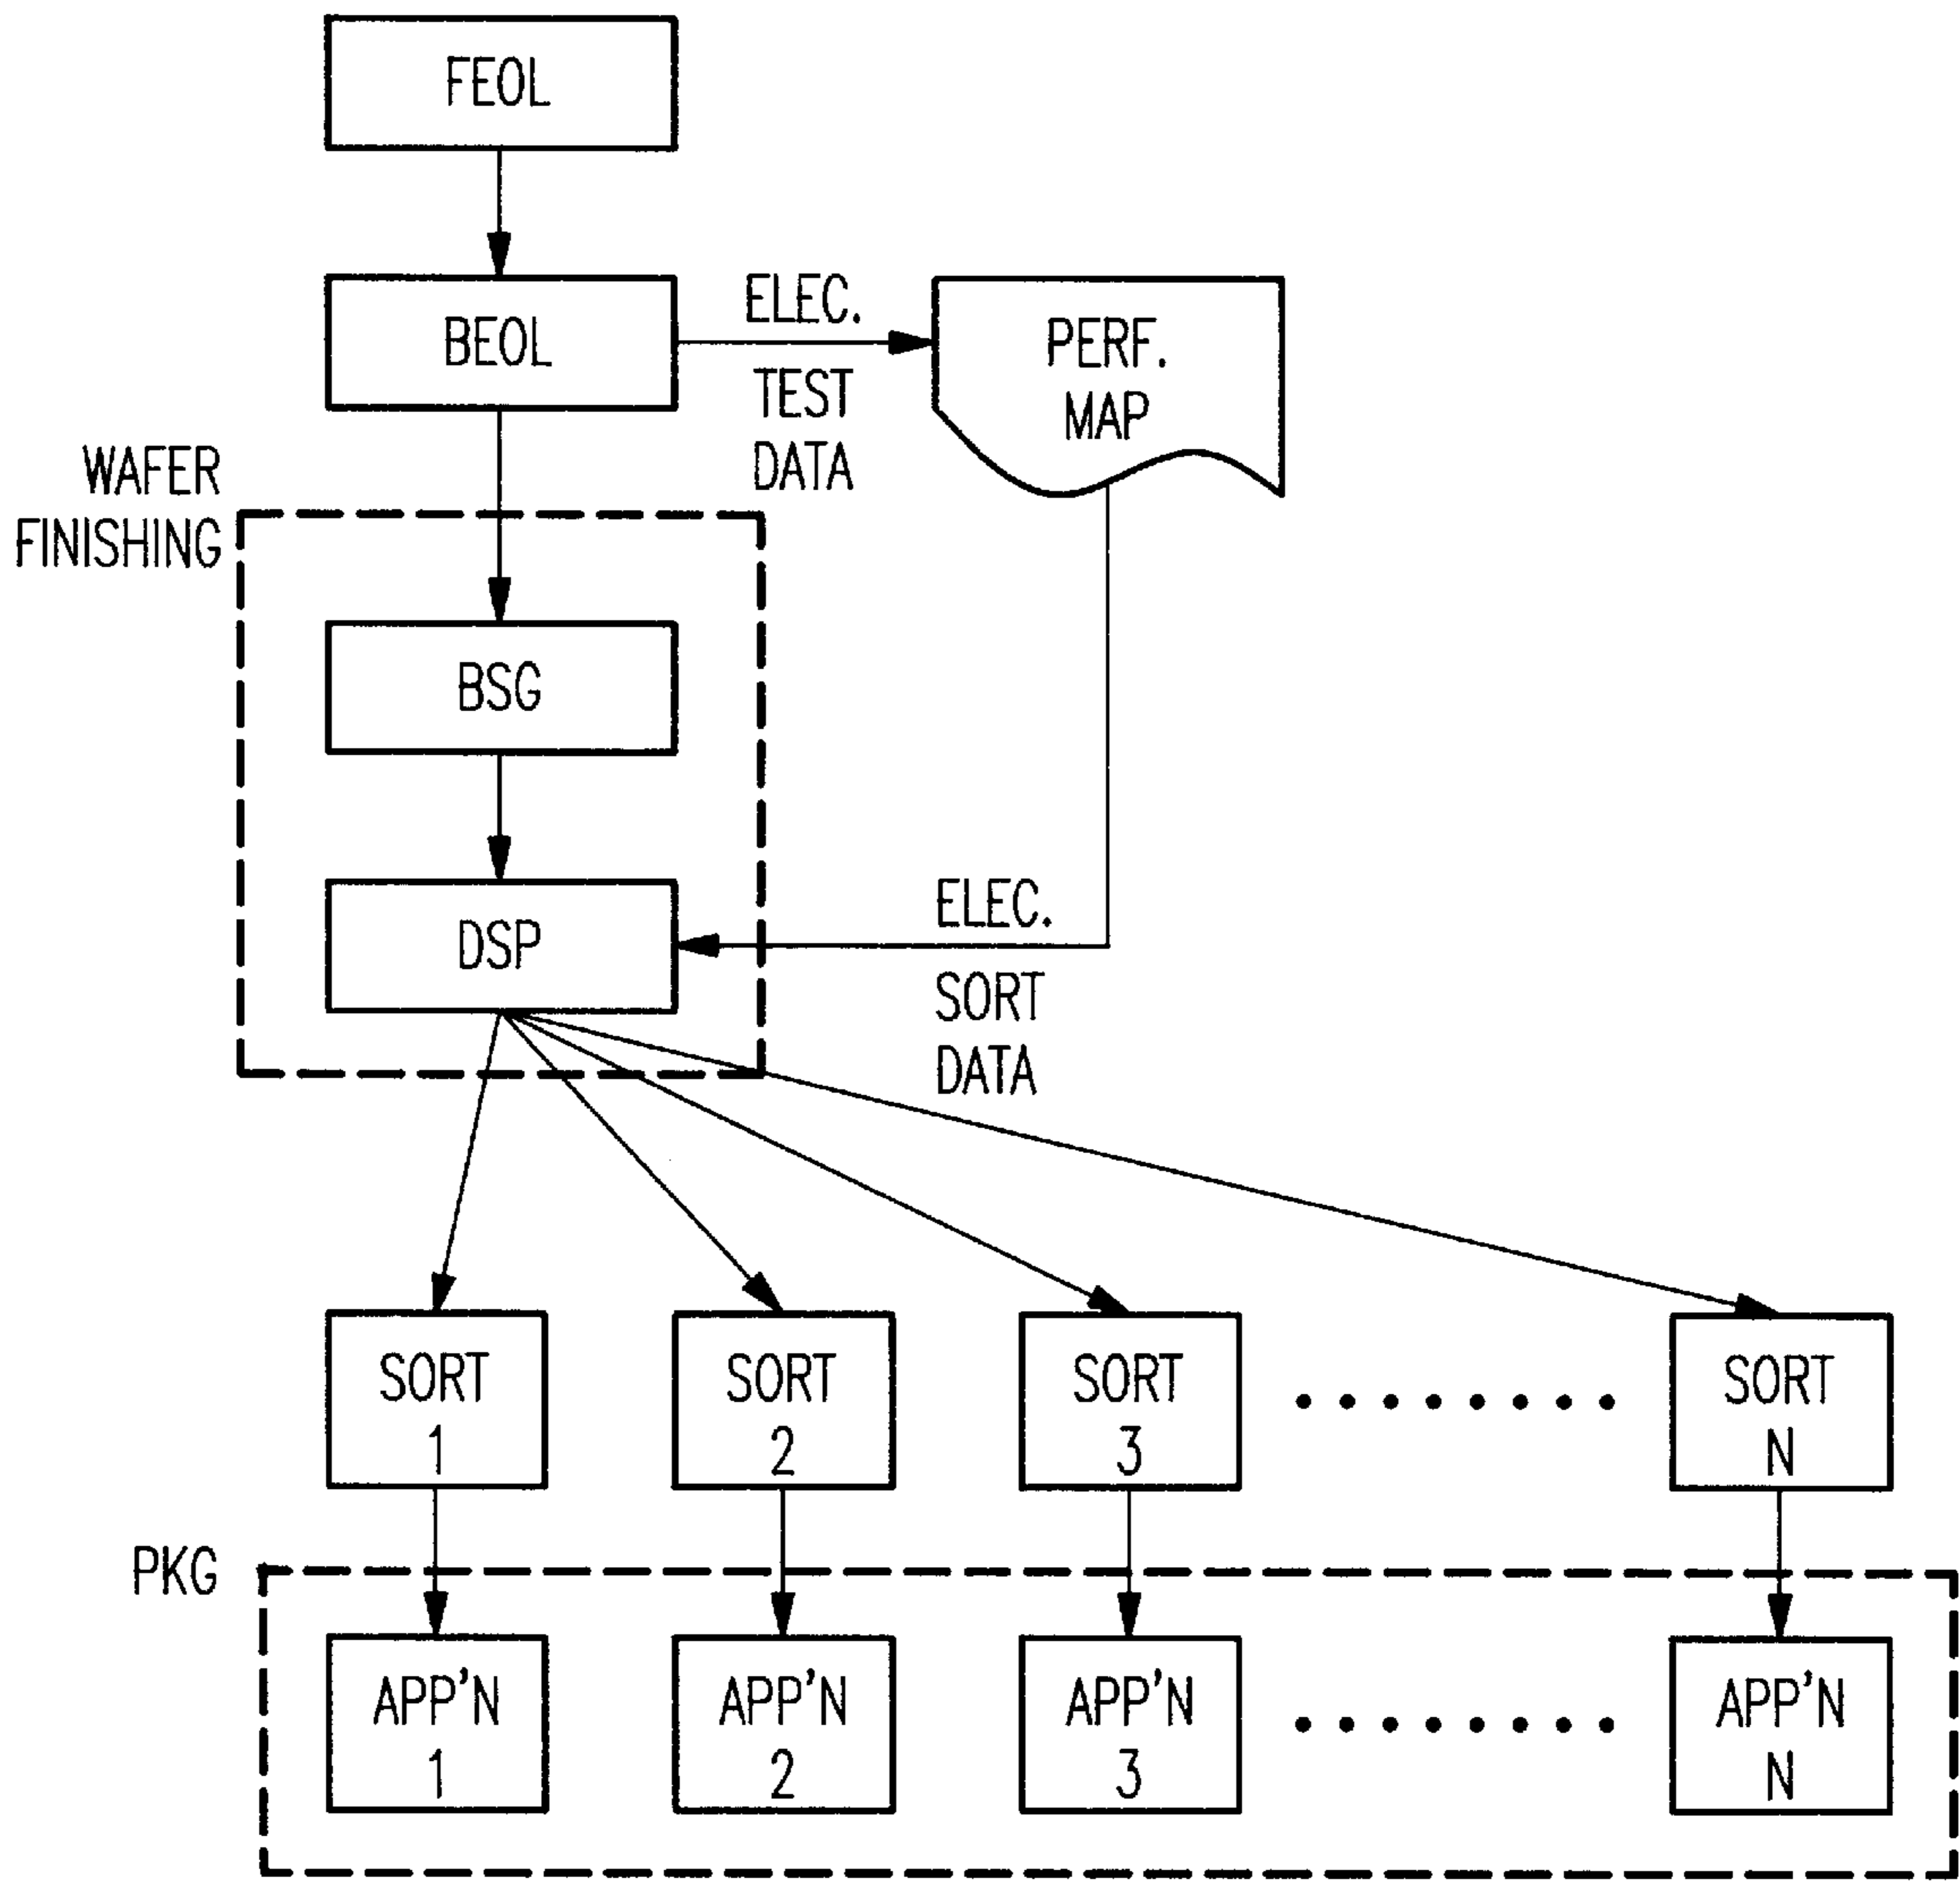 FEOL
BEOL
ELEC.
TEST
DATA
PERF.
MAP
WAFER
FINISHING
BSG
DSP
ELEC.
SORT
DATA
SORT
1
SORT
2
SORT
3
SORT
N
PKG
APP'N
1
APP'N
2
APP'N
3
APP'N
N